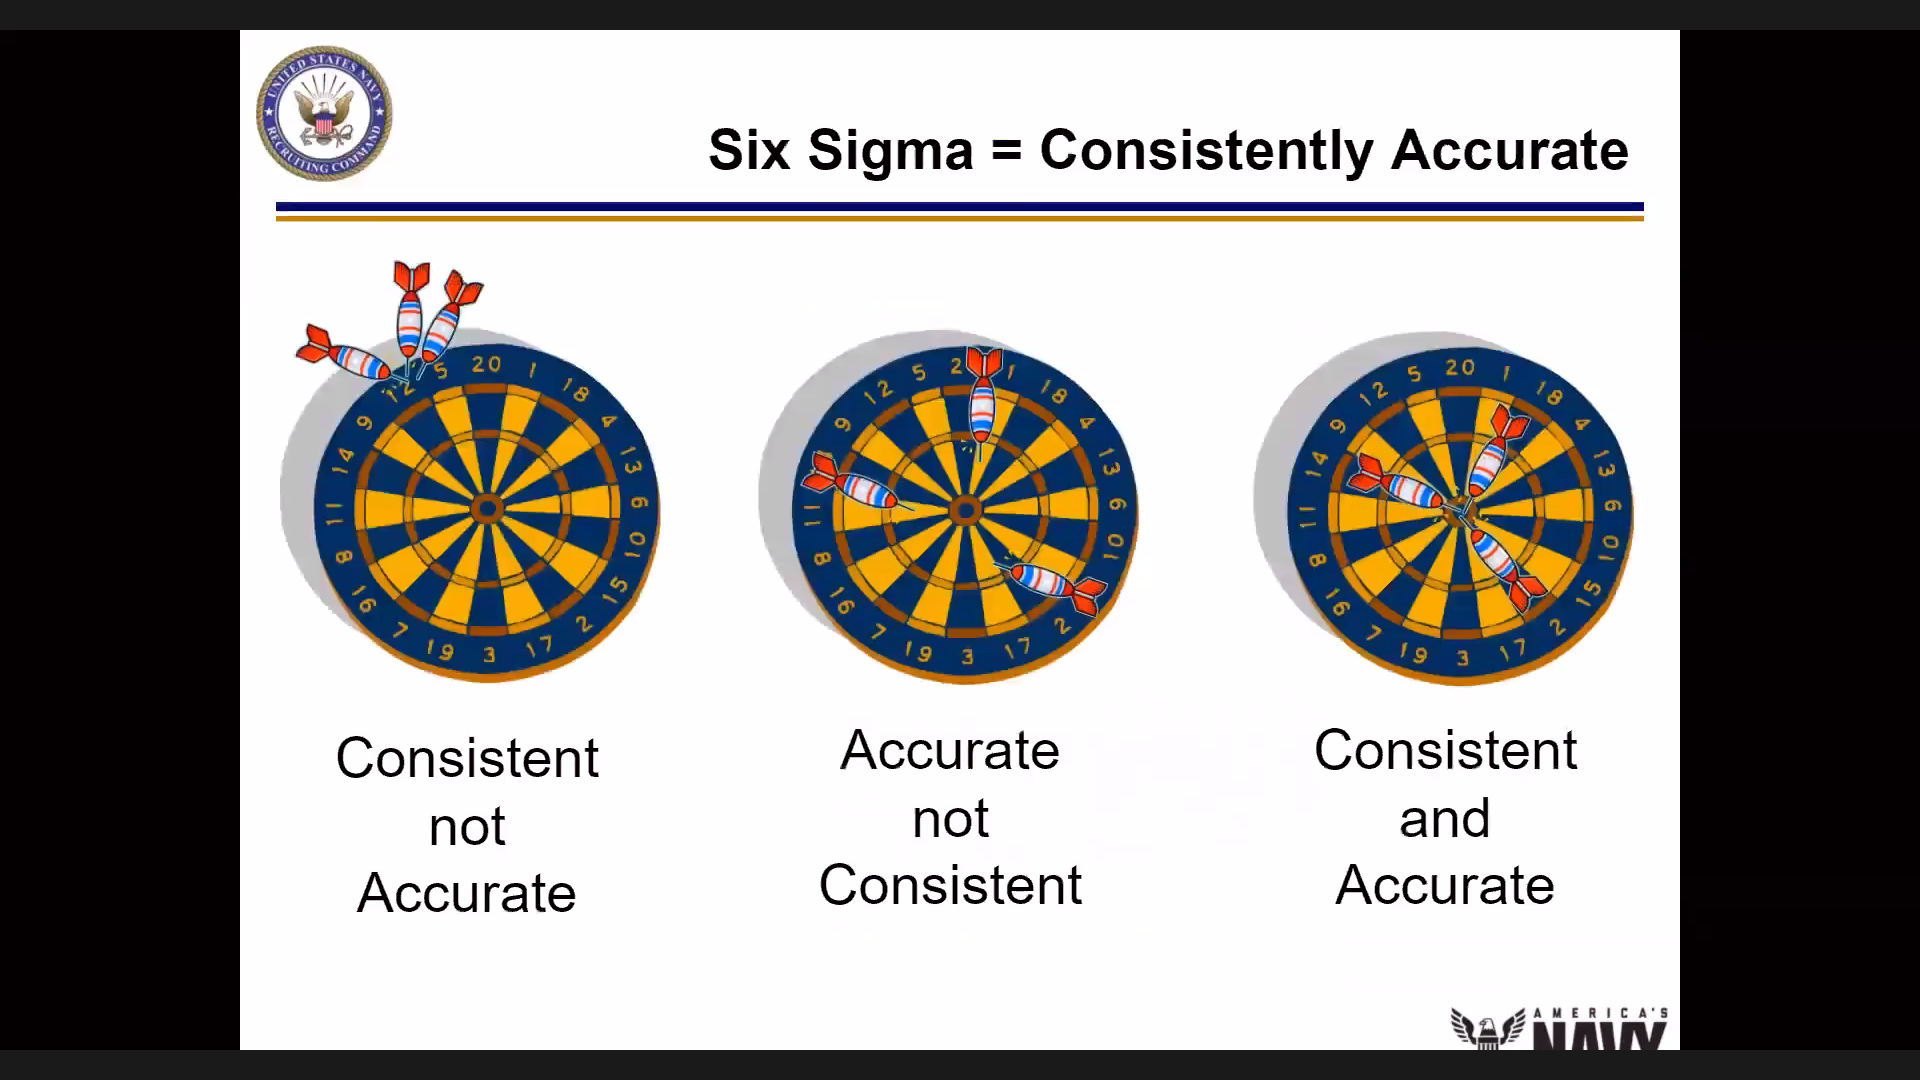 UNITED STATES NAVY
RECRUITING COMMAND
Six Sigma = Consistently Accurate
12 5 20 1 18 4 13 6 10 15 2 17 3 19 7 16 8 11 14 9
12 5 2 1 18 4 13 6 10 2 17 3 19 7 16 8 11 9
12 5 20 1 18 4 13 6 10 15 2 17 3 19 7 16 8 11 14 9
Consistent
not
Accurate
Accurate
not
Consistent
Consistent
and
Accurate
AMERICA'S
NAVY